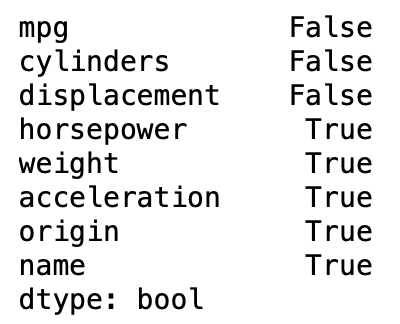 mpg             False
cylinders       False
displacement    False
horsepower       True
weight           True
acceleration     True
origin           True
name             True
dtype: bool